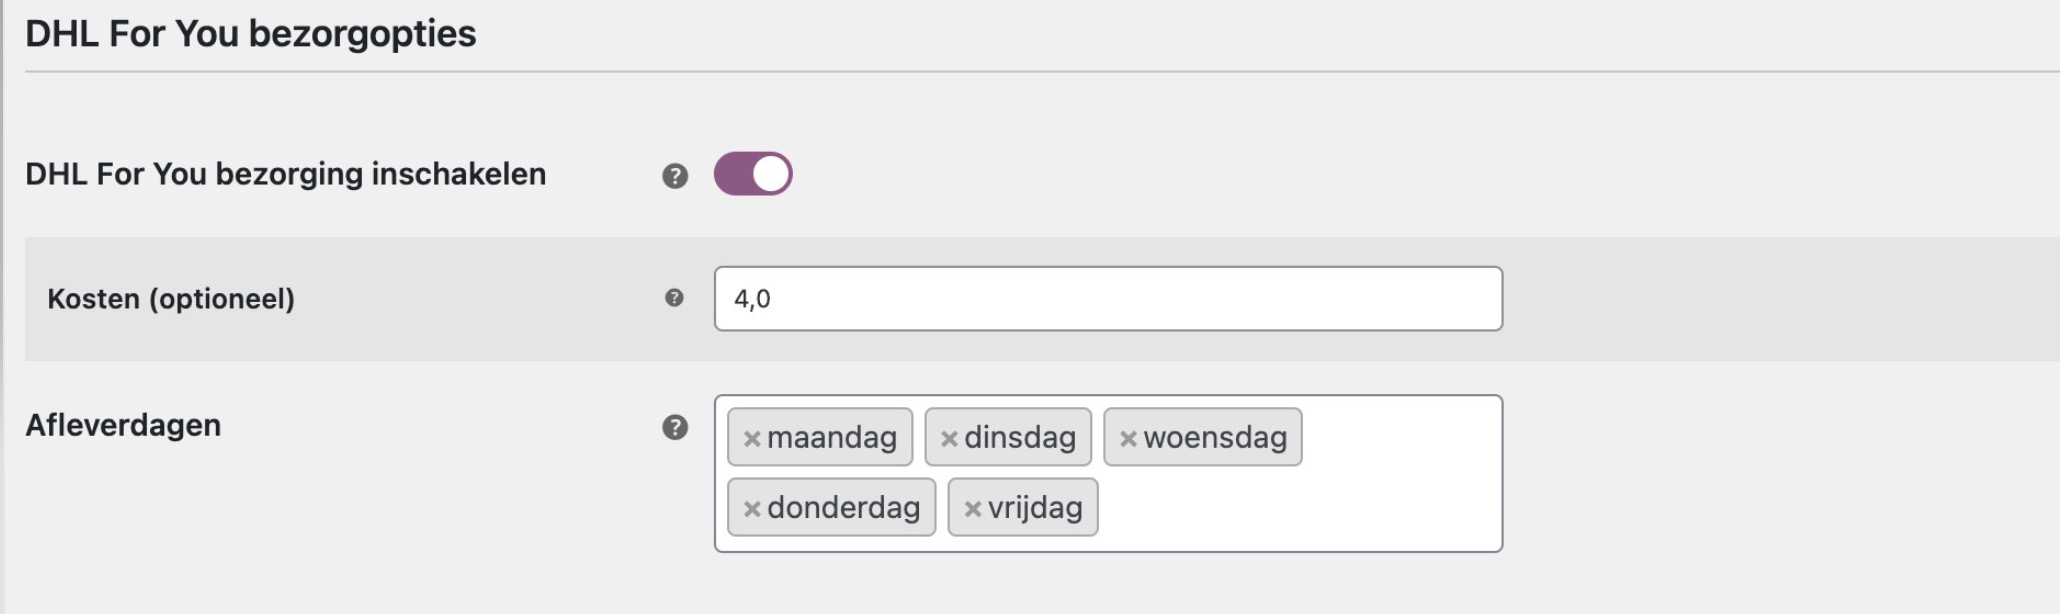 DHL For You bezorgopties
DHL For You bezorging inschakelen ?
Kosten (optioneel) ? 4,0
Afleverdagen ? ×maandag ×dinsdag ×woensdag
×donderdag ×vrijdag